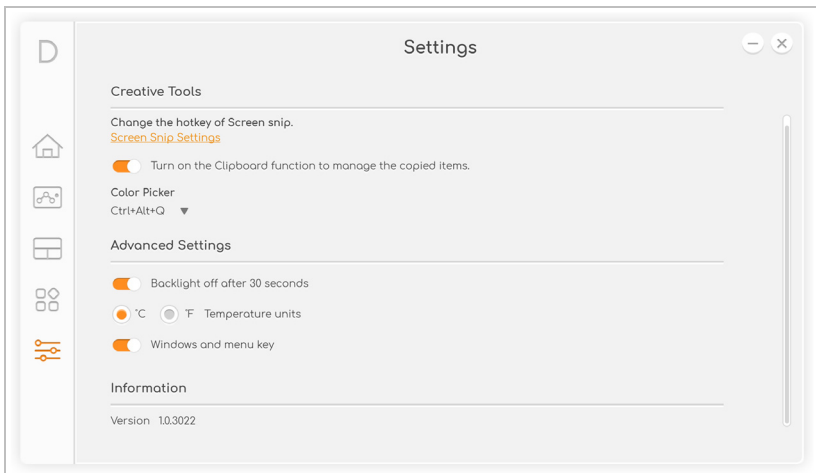 D
Settings
Creative Tools
Change the hotkey of Screen snip.
Screen Snip Settings
Turn on the Clipboard function to manage the copied items.
Color Picker
Ctrl+Alt+Q
Advanced Settings
Backlight off after 30 seconds
°C °F Temperature units
Windows and menu key
Information
Version 1.0.3022